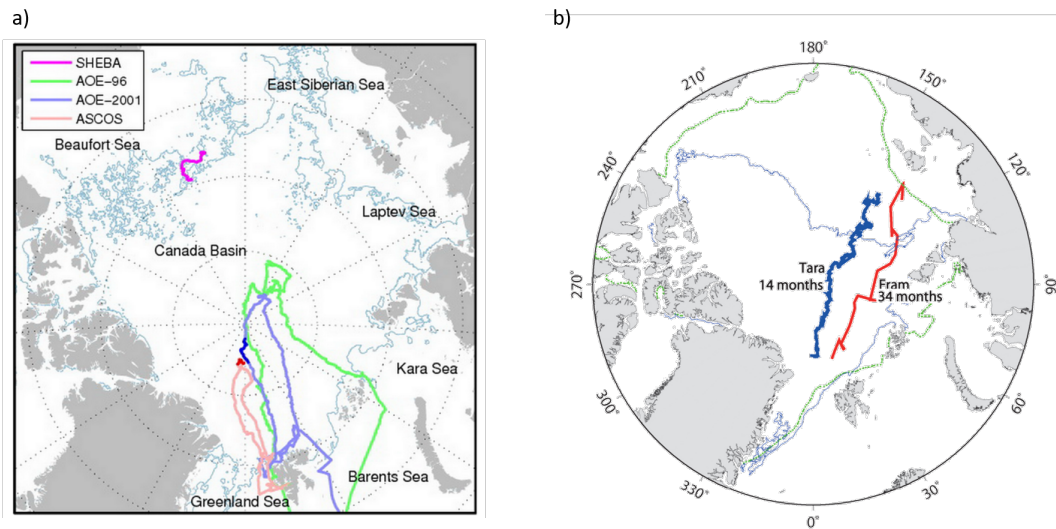 a)
SHEBA
AOE-96
AOE-2001
ASCOS
East Siberian Sea
Beaufort Sea
Laptev Sea
Canada Basin
Kara Sea
Barents Sea
Greenland Sea
b)
180°
210°
150°
240°
120°
Tara
14 months
Fram
34 months
270°
90°
300°
60°
330°
30°
0°